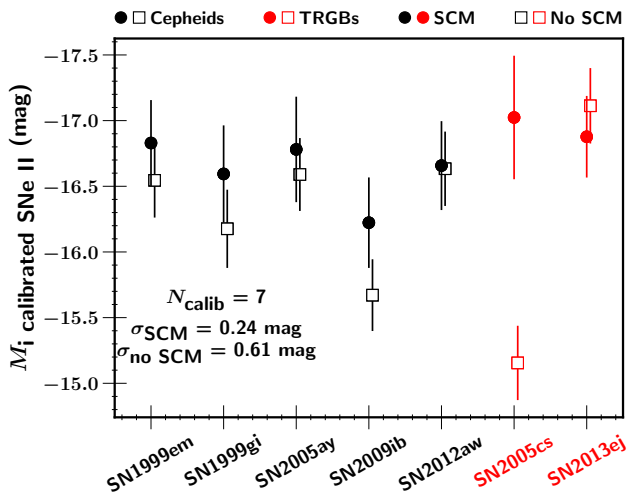 Cepheids TRGBs SCM No SCM
M_i calibrated SNe II (mag)
−17.5
−17.0
−16.5
−16.0
−15.5
−15.0
N_calib = 7
σ_SCM = 0.24 mag
σ_no SCM = 0.61 mag
SN1999em SN1999gi SN2005ay SN2009ib SN2012aw SN2005cs SN2013ej